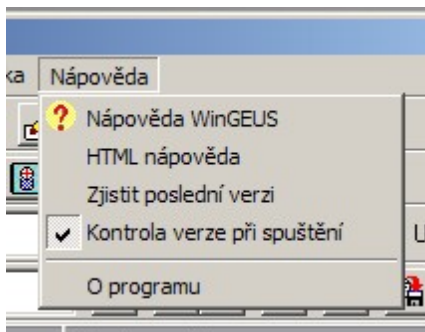 ka Nápověda
Nápověda WinGEUS
HTML nápověda
Zjistit poslední verzi
Kontrola verze při spuštění
U
O programu